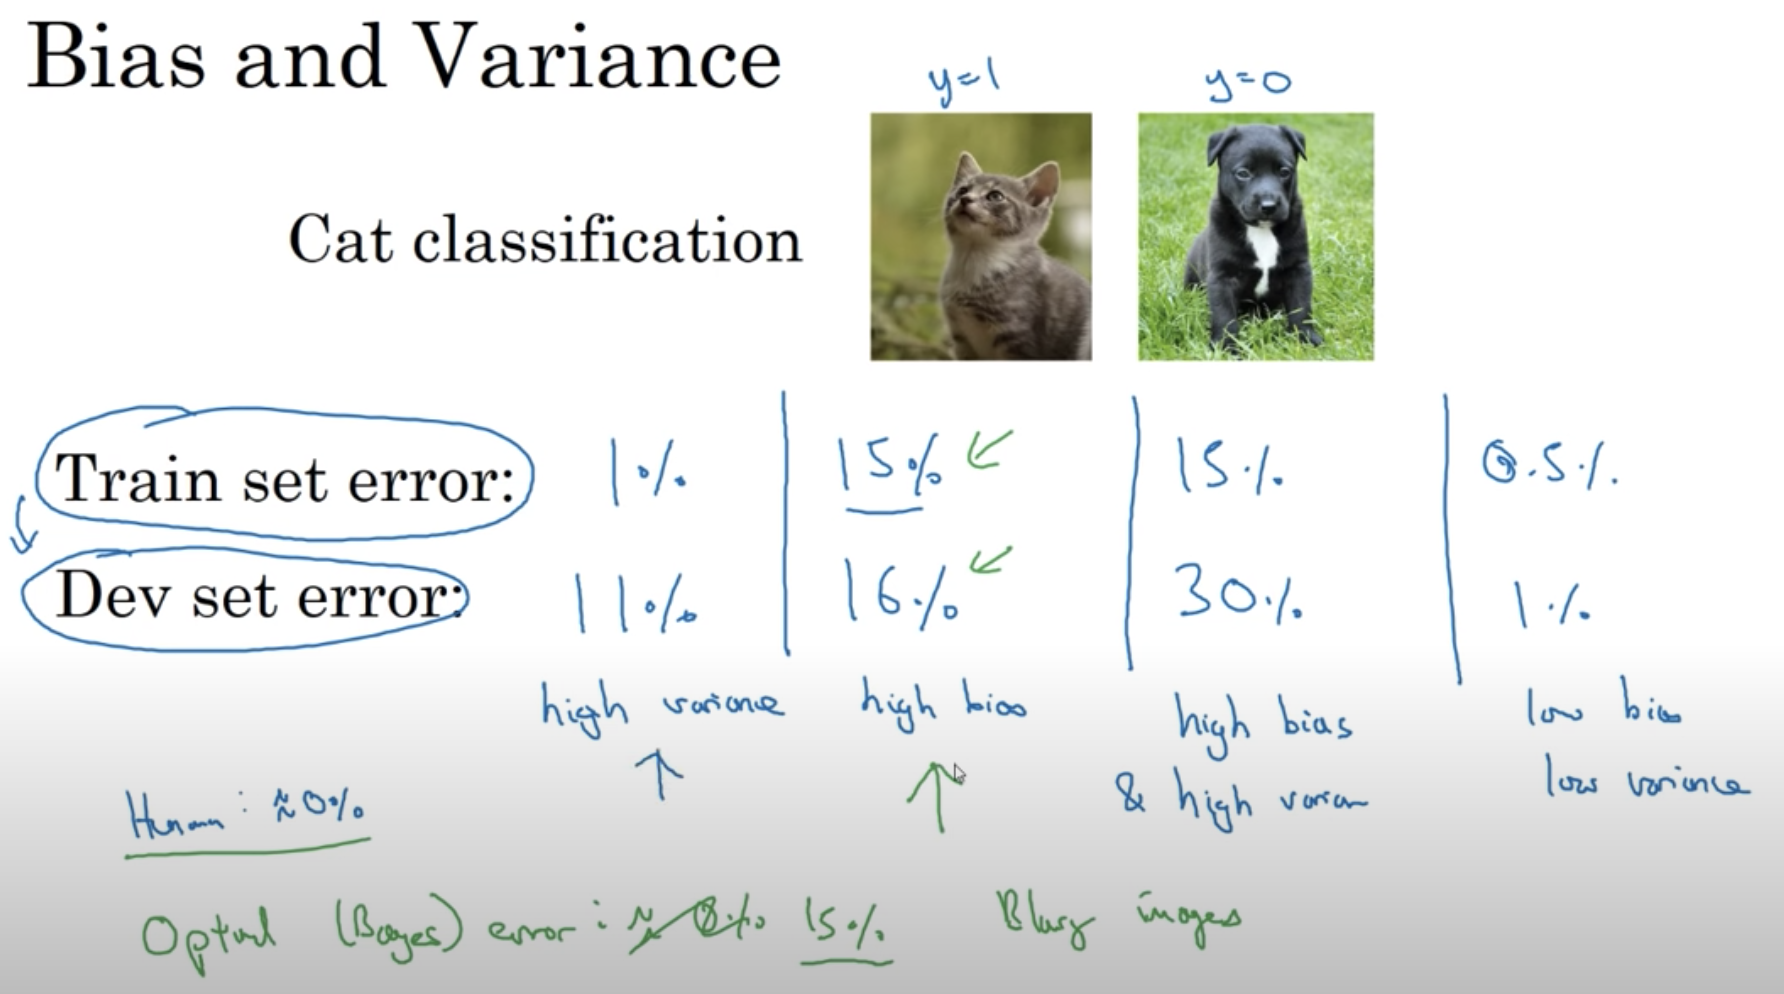 Bias and Variance
y=1 y=0
Cat classification
Train set error: 1% 15% 15% 0.5%
Dev set error: 11% 16% 30% 1%
high variance high bias high bias low bias
& high varian low variance
Human: ≈0%
Optimal (Bayes) error: ≈0% 15% Blurry images